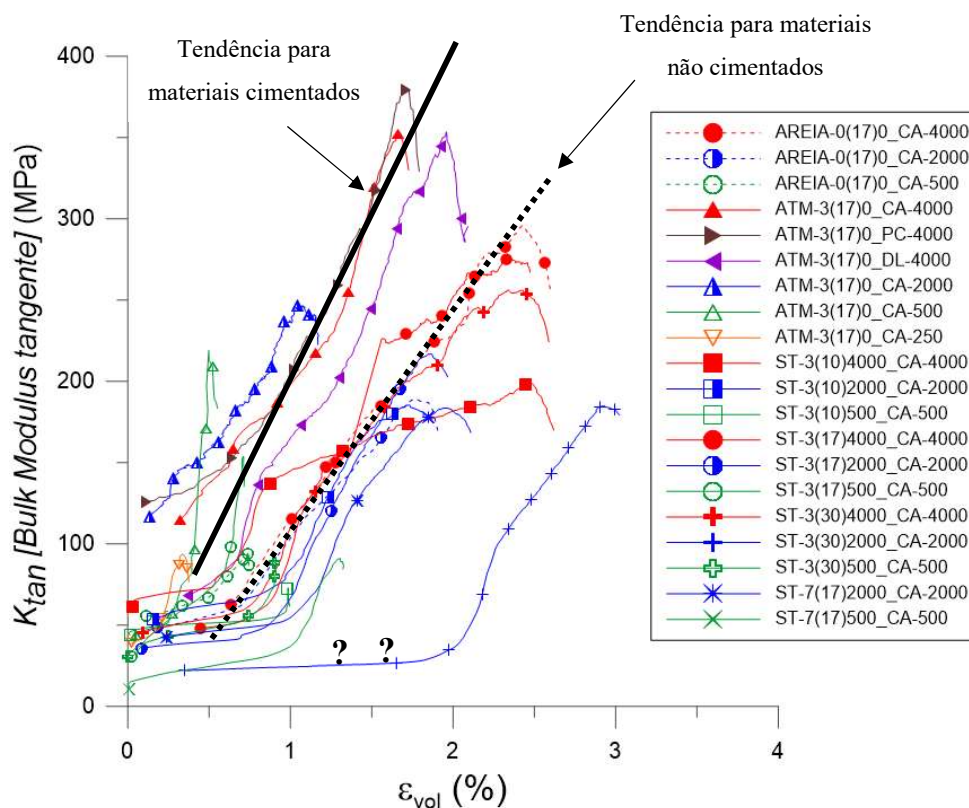 Tendência para
materiais cimentados
Tendência para materiais
não cimentados
400
300
200
100
0
K_tan [Bulk Modulus tangente] (MPa)
0
1
2
3
4
ε_vol (%)
?
?
AREIA-0(17)0_CA-4000
AREIA-0(17)0_CA-2000
AREIA-0(17)0_CA-500
ATM-3(17)0_CA-4000
ATM-3(17)0_PC-4000
ATM-3(17)0_DL-4000
ATM-3(17)0_CA-2000
ATM-3(17)0_CA-500
ATM-3(17)0_CA-250
ST-3(10)4000_CA-4000
ST-3(10)2000_CA-2000
ST-3(10)500_CA-500
ST-3(17)4000_CA-4000
ST-3(17)2000_CA-2000
ST-3(17)500_CA-500
ST-3(30)4000_CA-4000
ST-3(30)2000_CA-2000
ST-3(30)500_CA-500
ST-7(17)2000_CA-2000
ST-7(17)500_CA-500